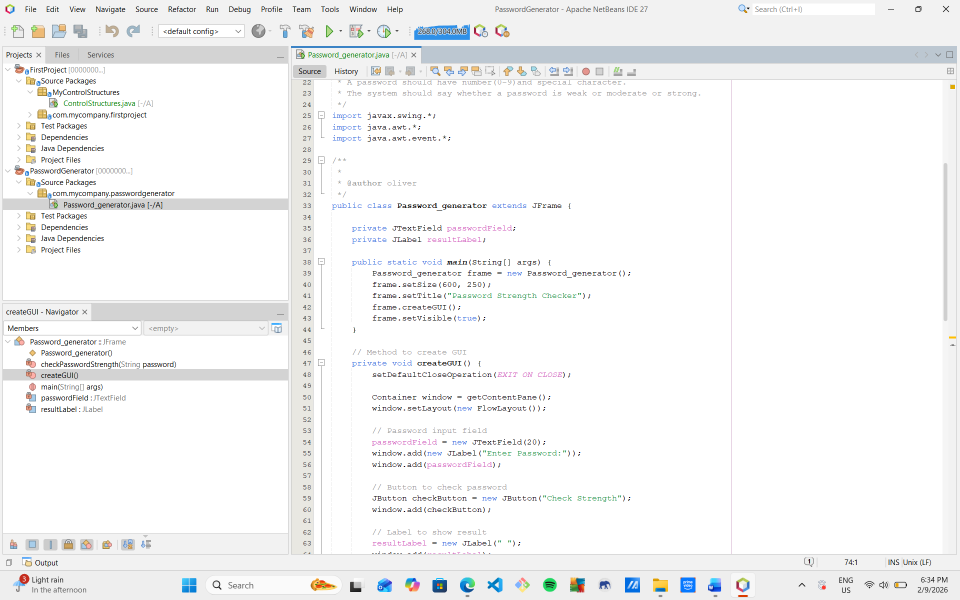 File Edit View Navigate Source Refactor Run Debug Profile Team Tools Window Help
PasswordGenerator - Apache NetBeans IDE 27
Search (Ctrl+I)
<default config>
Projects
Files
Services
FirstProject [0000000...]
Source Packages
MyControlStructures
ControlStructures.java [-/A]
com.mycompany.firstproject
Test Packages
Dependencies
Java Dependencies
Project Files
PasswordGenerator [0000000...]
Source Packages
com.mycompany.passwordgenerator
Password_generator.java [-/A]
Test Packages
Dependencies
Java Dependencies
Project Files
createGUI - Navigator
Members
<empty>
Password_generator :: JFrame
Password_generator()
checkPasswordStrength(String password)
createGUI()
main(String[] args)
passwordField : JTextField
resultLabel : JLabel
Password_generator.java [-/A]
Source
History
22 * A password should have number(0-9)and special character.
23 * The system should say whether a password is weak or moderate or strong.
24 */
25 import javax.swing.*;
26 import java.awt.*;
27 import java.awt.event.*;
28
29 /**
30 *
31 * @author oliver
32 */
33 public class Password_generator extends JFrame {
34
35 private JTextField passwordField;
36 private JLabel resultLabel;
37
38 public static void main(String[] args) {
39 Password_generator frame = new Password_generator();
40 frame.setSize(600, 250);
41 frame.setTitle("Password Strength Checker");
42 frame.createGUI();
43 frame.setVisible(true);
44 }
45
46 // Method to create GUI
47 private void createGUI() {
48 setDefaultCloseOperation(EXIT_ON_CLOSE);
49
50 Container window = getContentPane();
51 window.setLayout(new FlowLayout());
52
53 // Password input field
54 passwordField = new JTextField(20);
55 window.add(new JLabel("Enter Password:"));
56 window.add(passwordField);
57
58 // Button to check password
59 JButton checkButton = new JButton("Check Strength");
60 window.add(checkButton);
61
62 // Label to show result
63 resultLabel = new JLabel(" ");
64 window.add(resultLabel);
Output
1
74:1
INS Unix (LF)
3
Light rain
In the afternoon
Search
ENG
US
6:34 PM
2/9/2026